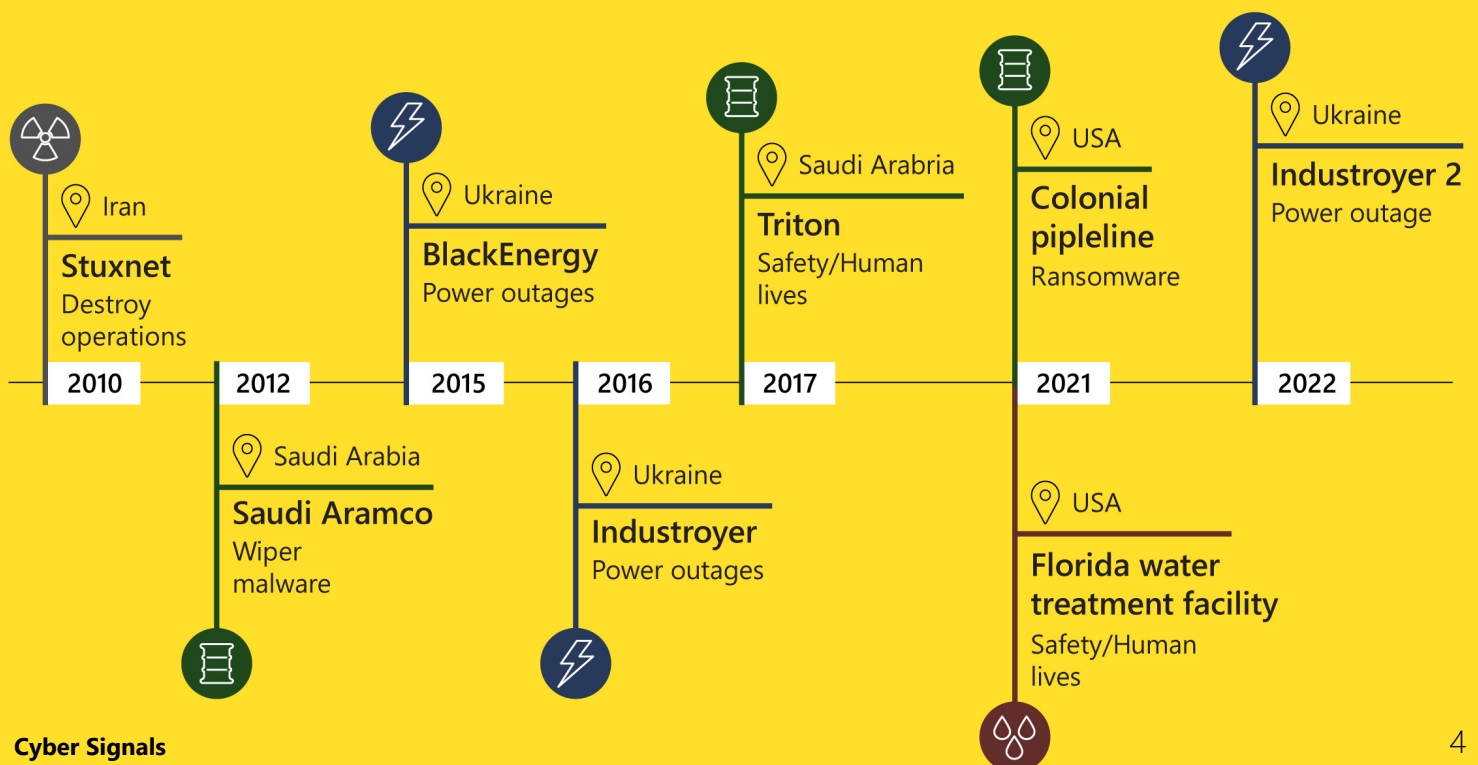 Iran
Stuxnet
Destroy
operations
2010
2012
Saudi Arabia
Saudi Aramco
Wiper
malware
Ukraine
BlackEnergy
Power outages
2015
2016
Ukraine
Industroyer
Power outages
Saudi Arabria
Triton
Safety/Human
lives
2017
USA
Colonial
pipleline
Ransomware
2021
USA
Florida water
treatment facility
Safety/Human
lives
Ukraine
Industroyer 2
Power outage
2022
Cyber Signals
4